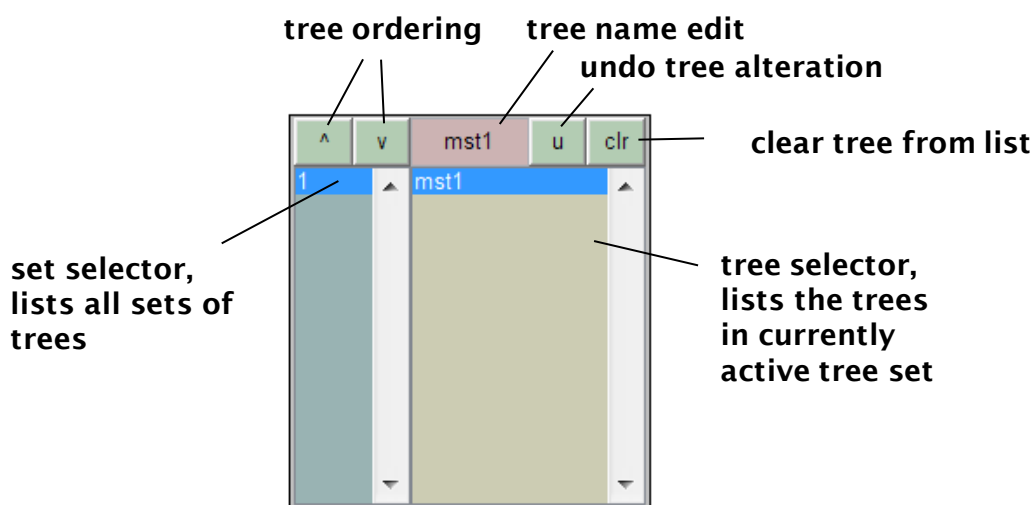 tree ordering tree name edit
undo tree alteration
^ v mst1 u clr
clear tree from list
1 mst1
set selector,
lists all sets of
trees
tree selector,
lists the trees
in currently
active tree set